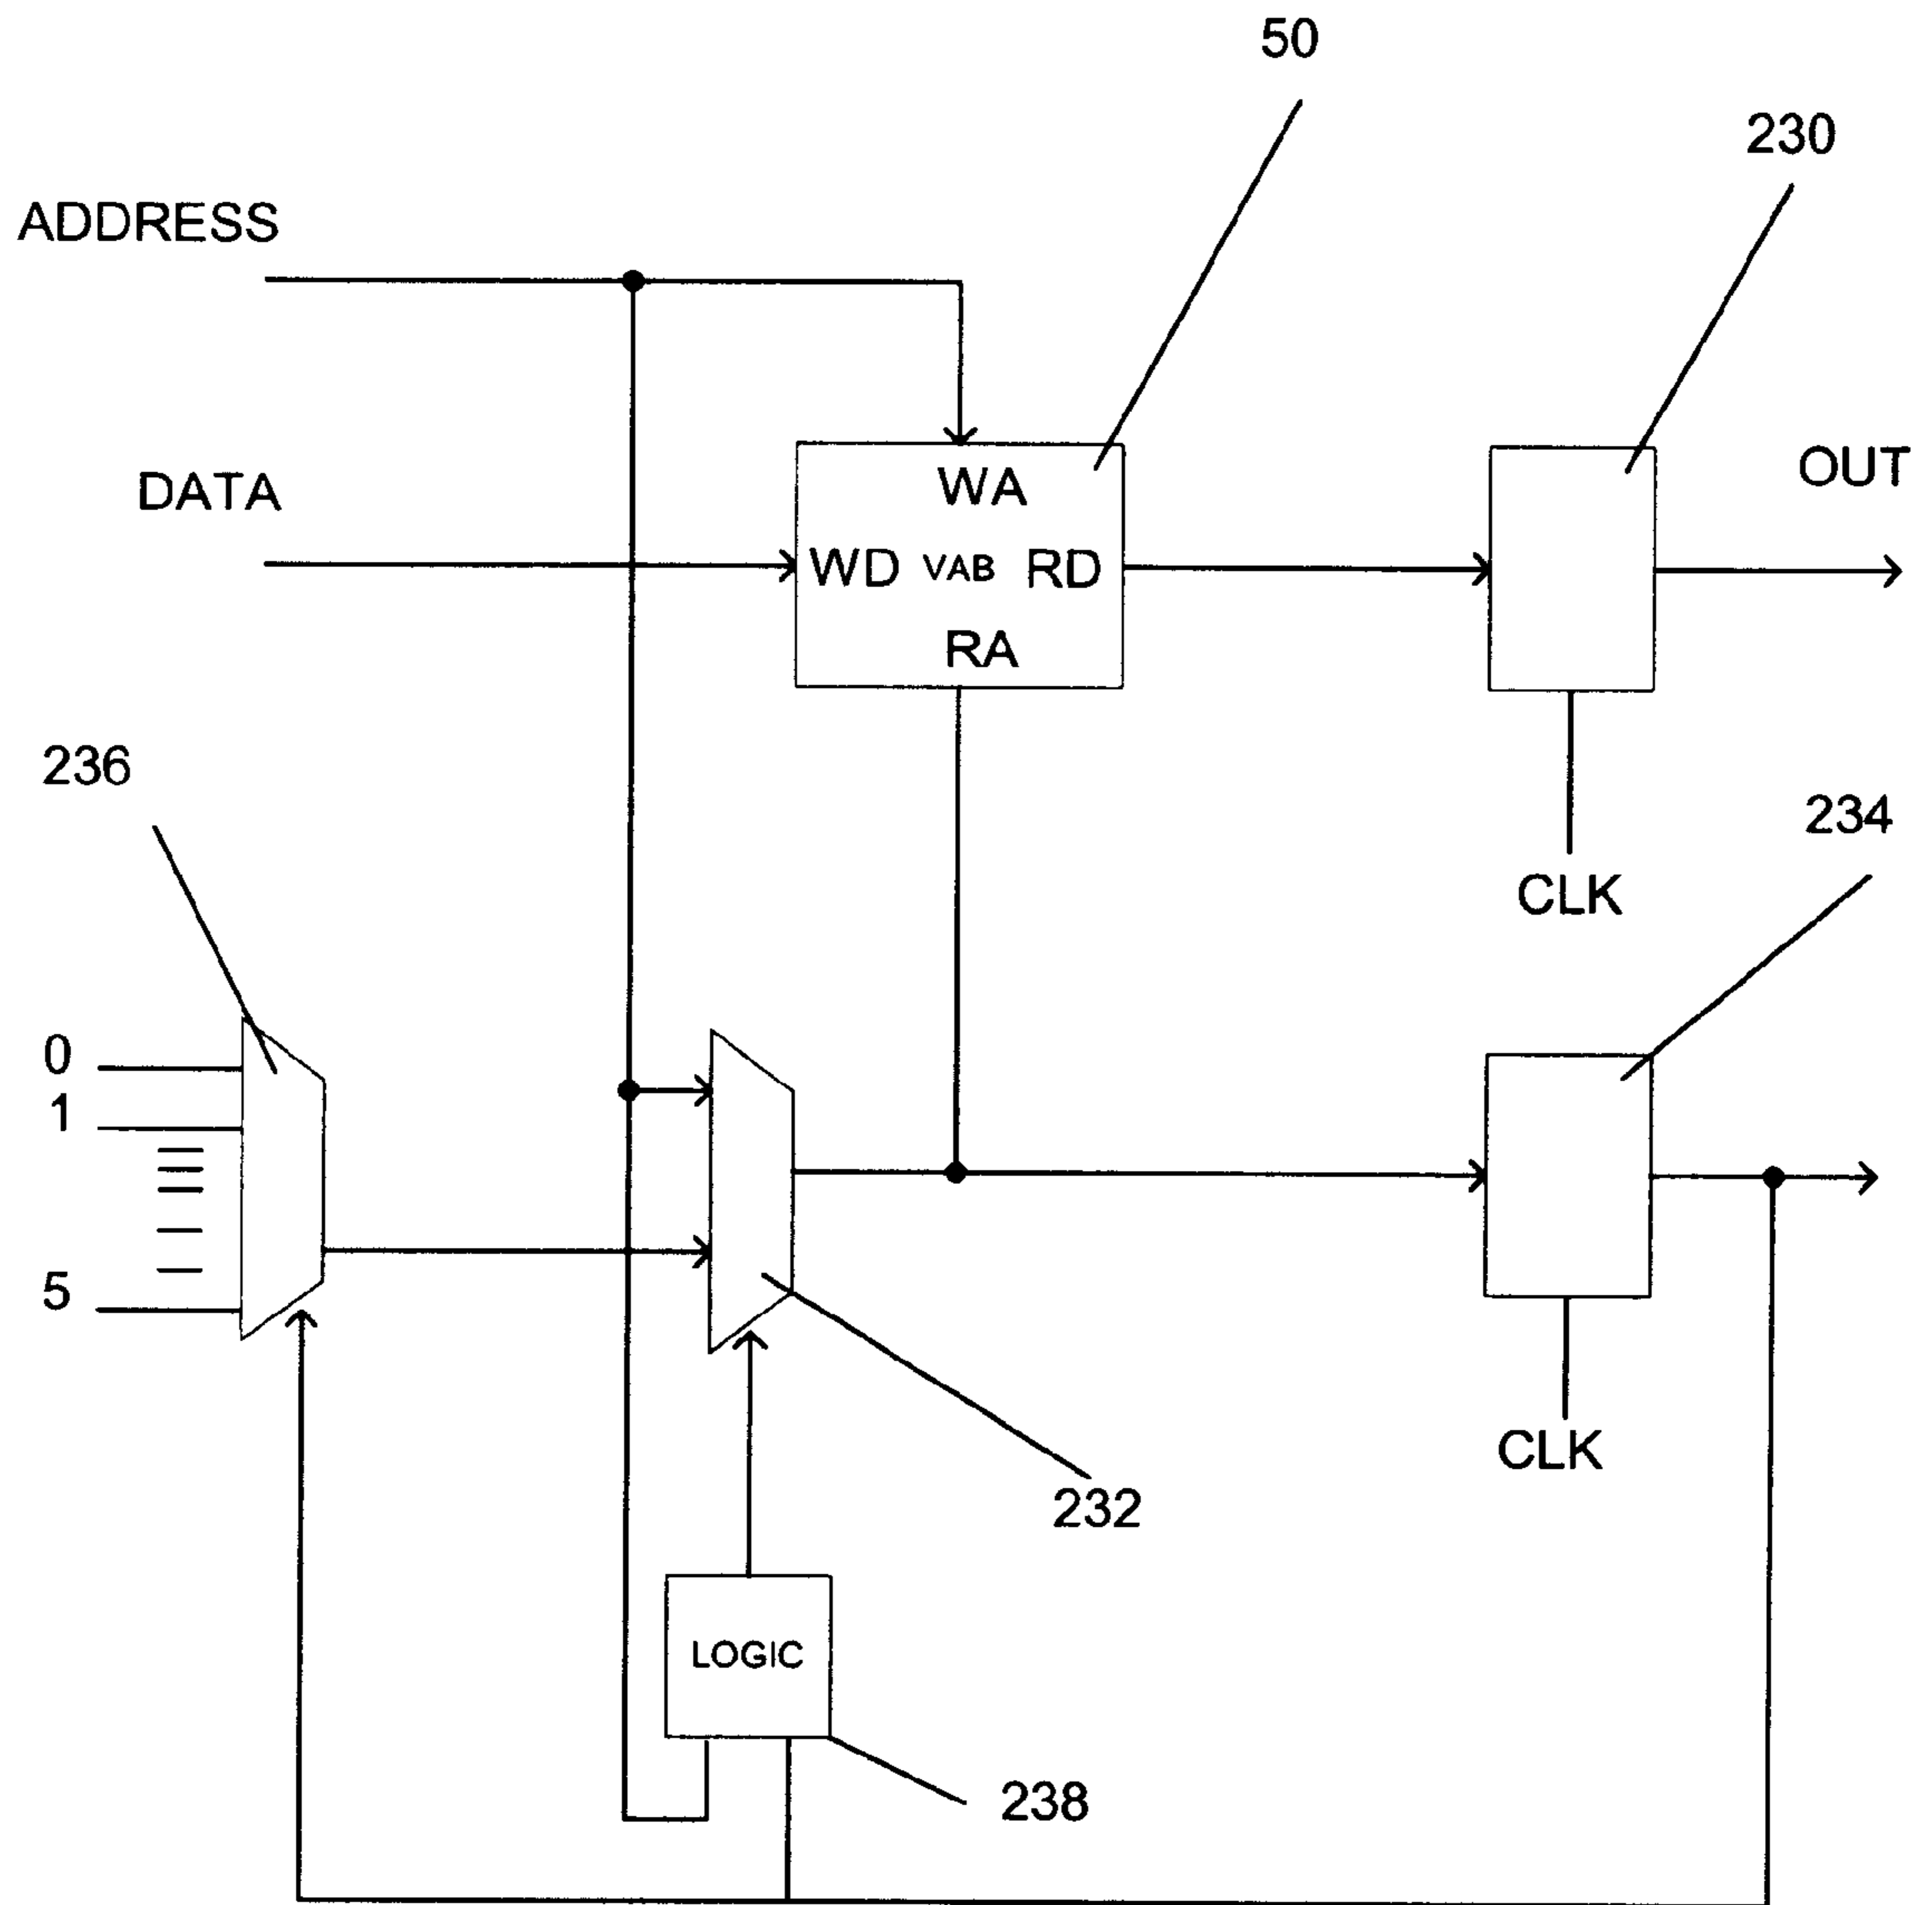 50
230
ADDRESS
DATA
OUT
WA
WD VAB RD
RA
236
234
CLK
0
1
5
CLK
232
LOGIC
238